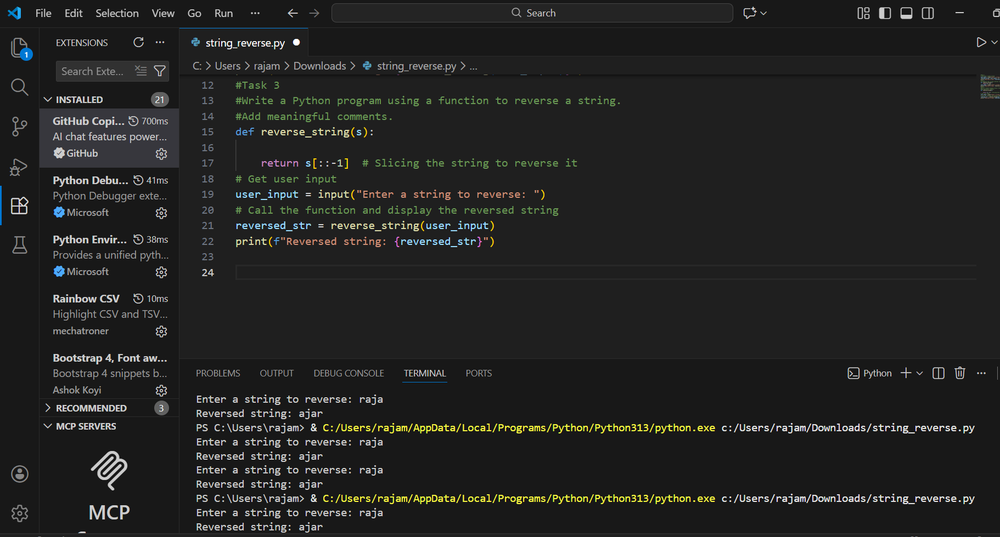 File Edit Selection View Go Run ··· Search
EXTENSIONS
string_reverse.py
1
Search Exte...
C: > Users > rajam > Downloads > string_reverse.py > ...
INSTALLED 21
GitHub Copi... 700ms
AI chat features power...
GitHub
Python Debu... 41ms
Python Debugger exte...
Microsoft
Python Envir... 38ms
Provides a unified pyth...
Microsoft
Rainbow CSV 10ms
Highlight CSV and TSV...
mechatroner
Bootstrap 4, Font aw...
Bootstrap 4 snippets b...
Ashok Koyi
RECOMMENDED 3
MCP SERVERS
MCP
12 #Task 3
13 #Write a Python program using a function to reverse a string.
14 #Add meaningful comments.
15 def reverse_string(s):
16
17 return s[::-1] # Slicing the string to reverse it
18 # Get user input
19 user_input = input("Enter a string to reverse: ")
20 # Call the function and display the reversed string
21 reversed_str = reverse_string(user_input)
22 print(f"Reversed string: {reversed_str}")
23
24
PROBLEMS OUTPUT DEBUG CONSOLE TERMINAL PORTS Python
Enter a string to reverse: raja
Reversed string: ajar
PS C:\Users\rajam> & C:/Users/rajam/AppData/Local/Programs/Python/Python313/python.exe c:/Users/rajam/Downloads/string_reverse.py
Enter a string to reverse: raja
Reversed string: ajar
Enter a string to reverse: raja
Reversed string: ajar
PS C:\Users\rajam> & C:/Users/rajam/AppData/Local/Programs/Python/Python313/python.exe c:/Users/rajam/Downloads/string_reverse.py
Enter a string to reverse: raja
Reversed string: ajar